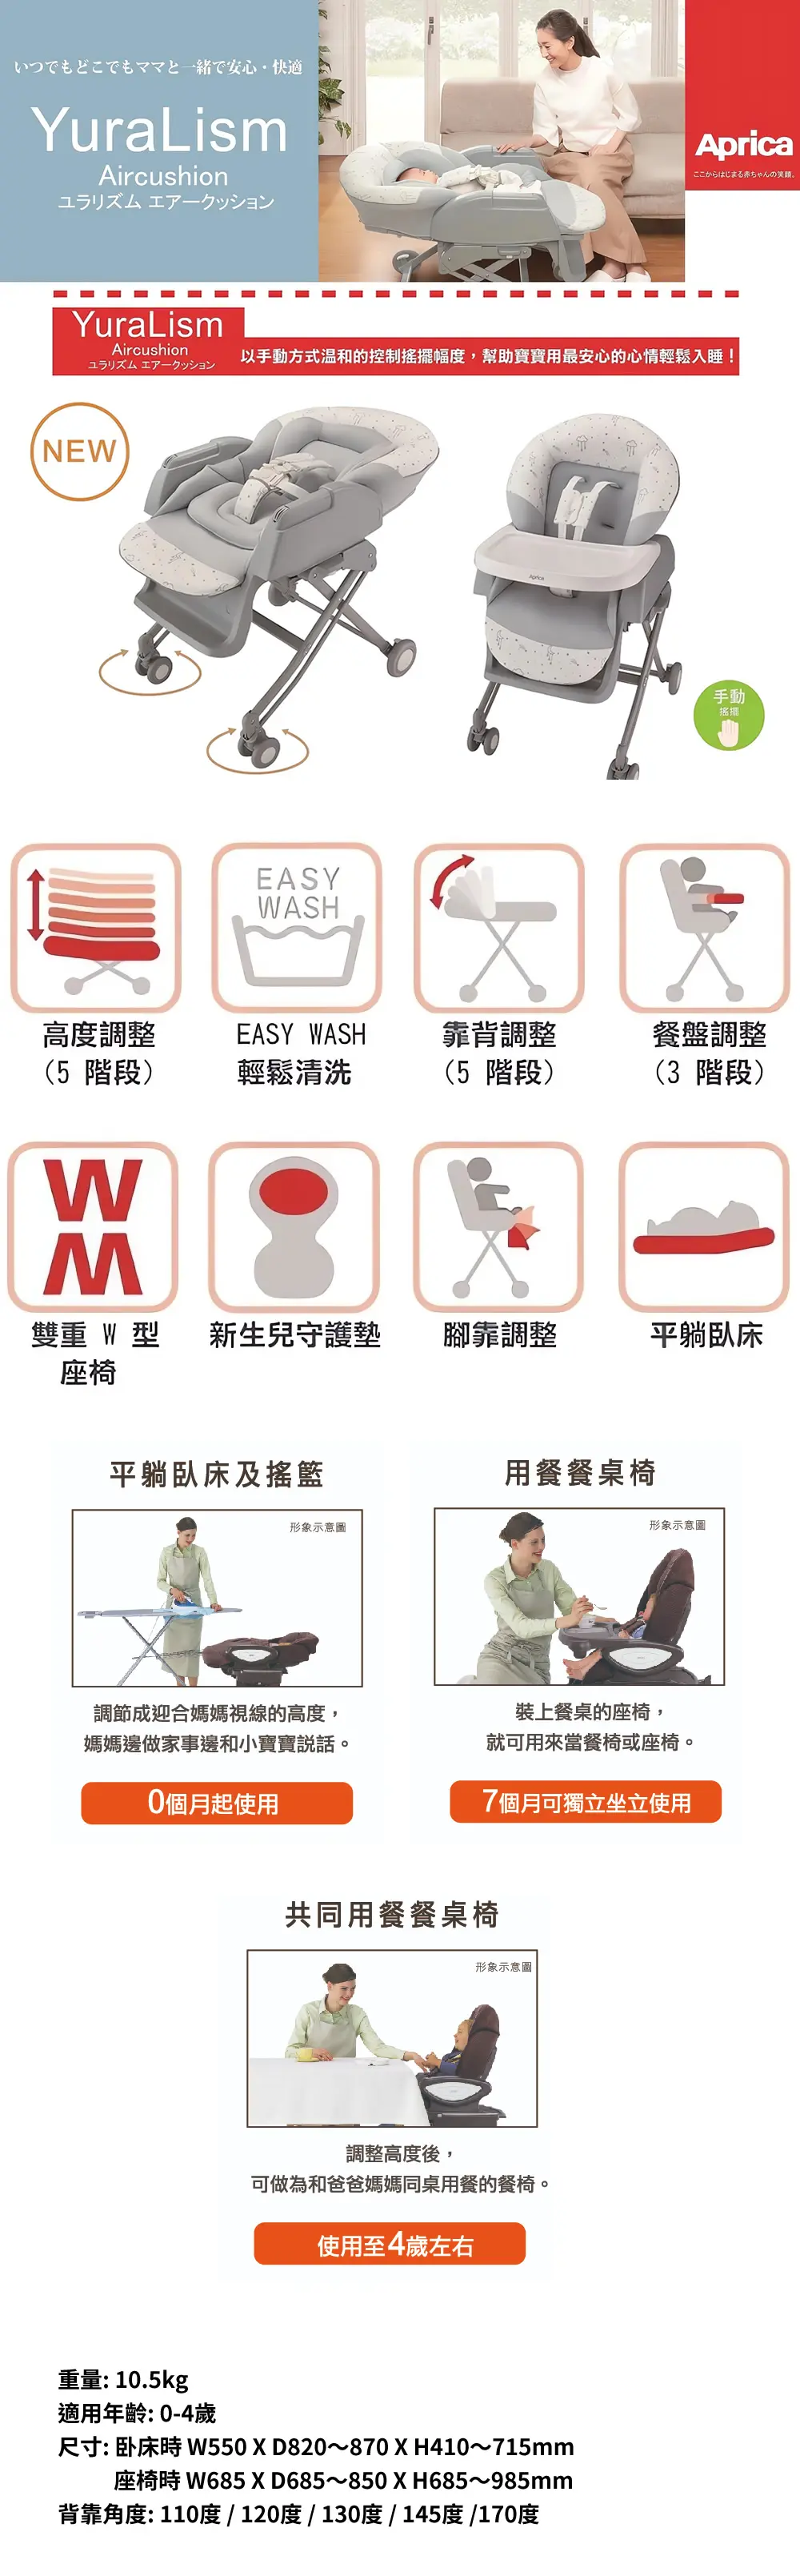 いつでもどこでもママと一緒で安心・快適
YuraLism
Aircushion
ユラリズム エアークッション
Aprica
ここからはじまる赤ちゃんの笑顔。
YuraLism
Aircushion
ユラリズム エアークッション
以手動方式温和的控制搖擺幅度，幫助寶寶用最安心的心情輕鬆入睡！
NEW
Aprica
手動
搖擺
EASY
WASH
高度調整
（5 階段）
EASY WASH
輕鬆清洗
靠背調整
（5 階段）
餐盤調整
（3 階段）
W
W
雙重 W 型
座椅
新生兒守護墊
腳靠調整
平躺臥床
平躺臥床及搖籃
形象示意圖
調節成迎合媽媽視線的高度，
媽媽邊做家事邊和小寶寶說話。
0個月起使用
用餐餐桌椅
形象示意圖
裝上餐桌的座椅，
就可用來當餐椅或座椅。
7個月可獨立坐立使用
共同用餐餐桌椅
形象示意圖
調整高度後，
可做為和爸爸媽媽同桌用餐的餐椅。
使用至4歲左右
重量: 10.5kg
適用年齡: 0-4歲
尺寸: 卧床時 W550 X D820～870 X H410～715mm
座椅時 W685 X D685～850 X H685～985mm
背靠角度: 110度 / 120度 / 130度 / 145度 /170度